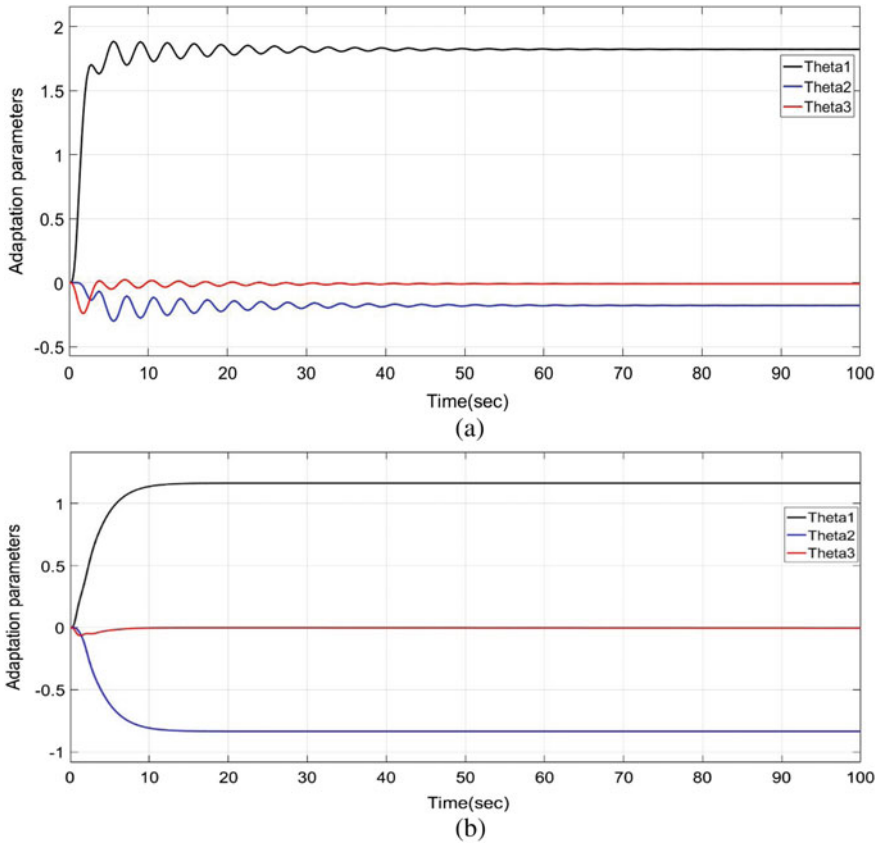 2
1.5
1
0.5
0
-0.5
Adaptation parameters
Theta1
Theta2
Theta3
0 10 20 30 40 50 60 70 80 90 100
Time(sec)
(a)
1
0.5
0
-0.5
-1
Adaptation parameters
Theta1
Theta2
Theta3
0 10 20 30 40 50 60 70 80 90 100
Time(sec)
(b)